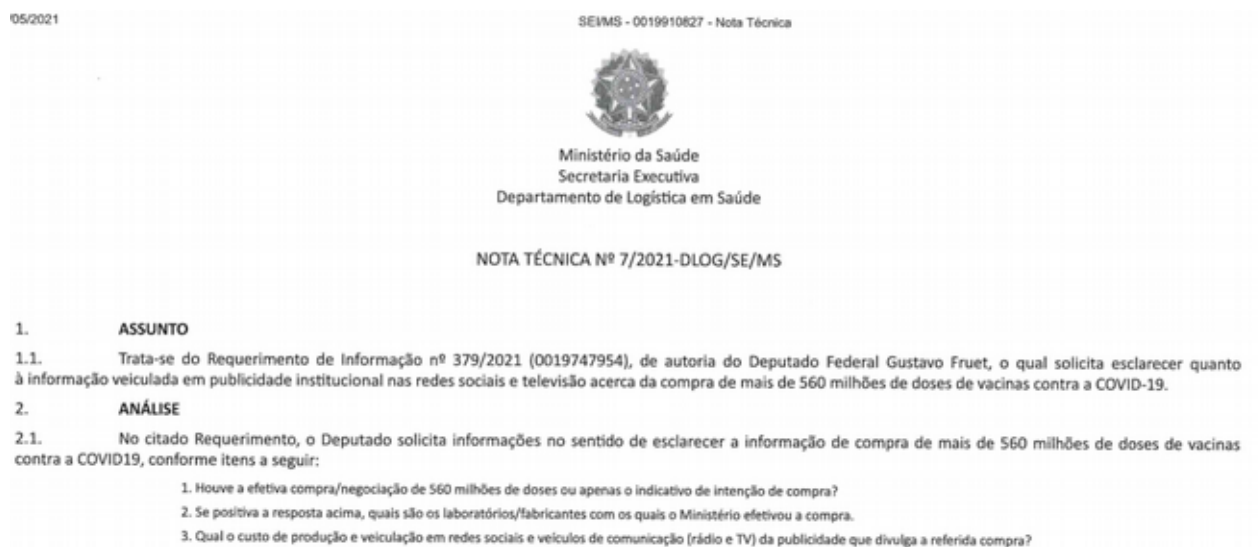 05/2021
SEI/MS - 0019910827 - Nota Técnica
Ministério da Saúde
Secretaria Executiva
Departamento de Logística em Saúde
NOTA TÉCNICA Nº 7/2021-DLOG/SE/MS
1. ASSUNTO
1.1. Trata-se do Requerimento de Informação nº 379/2021 (0019747954), de autoria do Deputado Federal Gustavo Fruet, o qual solicita esclarecer quanto
à informação veiculada em publicidade institucional nas redes sociais e televisão acerca da compra de mais de 560 milhões de doses de vacinas contra a COVID-19.
2. ANÁLISE
2.1. No citado Requerimento, o Deputado solicita informações no sentido de esclarecer a informação de compra de mais de 560 milhões de doses de vacinas
contra a COVID19, conforme itens a seguir:
1. Houve a efetiva compra/negociação de 560 milhões de doses ou apenas o indicativo de intenção de compra?
2. Se positiva a resposta acima, quais são os laboratórios/fabricantes com os quais o Ministério efetivou a compra.
3. Qual o custo de produção e veiculação em redes sociais e veículos de comunicação (rádio e TV) da publicidade que divulga a referida compra?